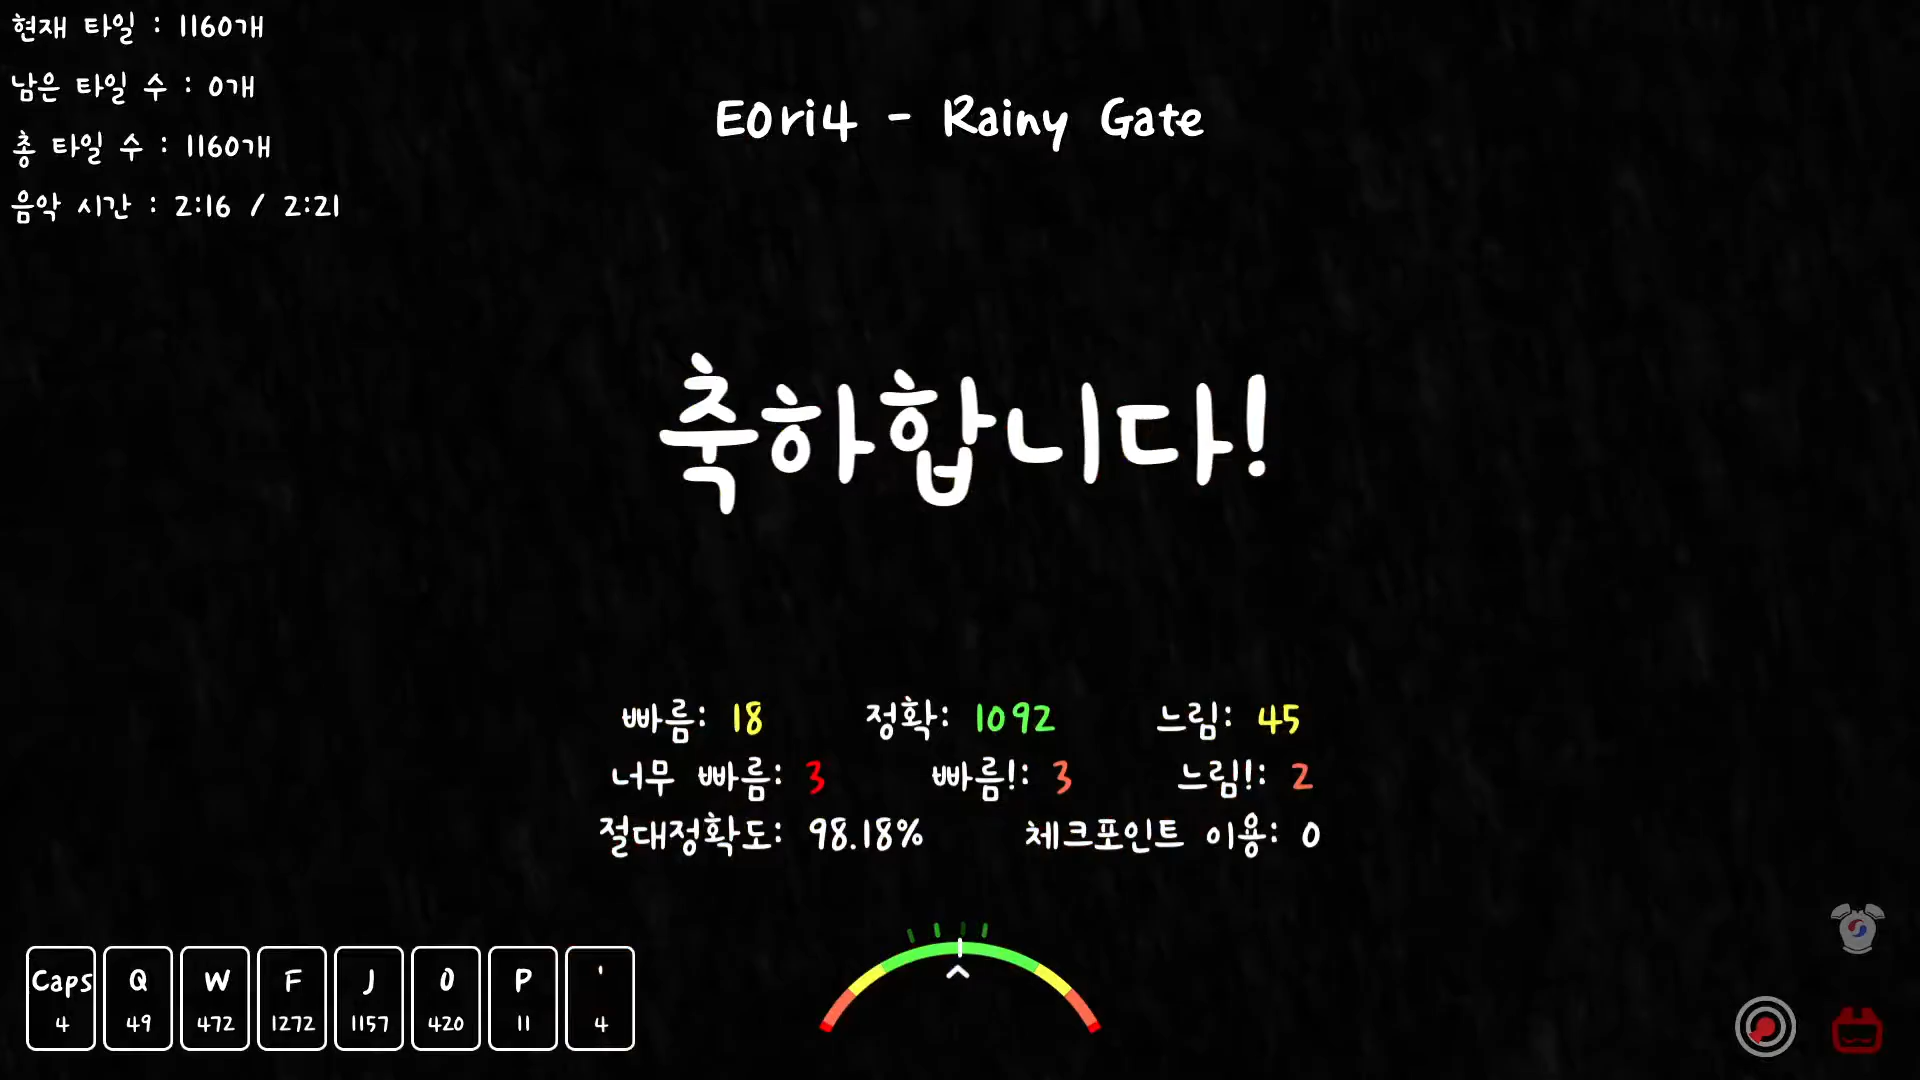 현재 타일 : 1160개
남은 타일 수 : 0개
총 타일 수 : 1160개
음악 시간 : 2:16 / 2:21
E0ri4 - Rainy Gate
축하합니다!
빠름: 18 정확: 1092 느림: 45
너무 빠름: 3 빠름!: 3 느림!: 2
절대정확도: 98.18% 체크포인트 이용: 0
Caps Q W F J O P '
4 49 472 1272 1157 420 11 4